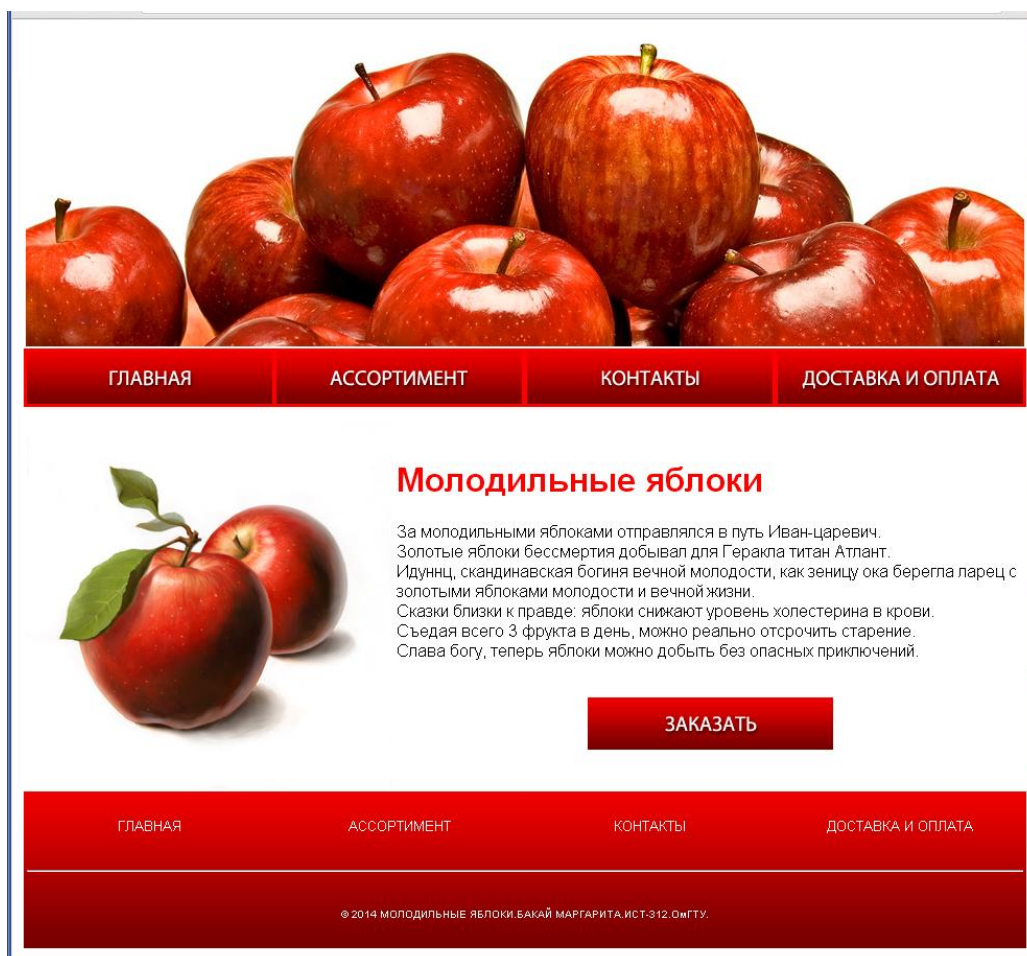 ГЛАВНАЯ
АССОРТИМЕНТ
КОНТАКТЫ
ДОСТАВКА И ОПЛАТА
Молодильные яблоки
За молодильными яблоками отправлялся в путь Иван-царевич.
Золотые яблоки бессмертия добывал для Геракла титан Атлант.
Идуннц, скандинавская богиня вечной молодости, как зеницу ока берегла ларец с
золотыми яблоками молодости и вечной жизни.
Сказки близки к правде: яблоки снижают уровень холестерина в крови.
Съедая всего 3 фрукта в день, можно реально отсрочить старение.
Слава богу, теперь яблоки можно добыть без опасных приключений.
ЗАКАЗАТЬ
ГЛАВНАЯ
АССОРТИМЕНТ
КОНТАКТЫ
ДОСТАВКА И ОПЛАТА
© 2014 МОЛОДИЛЬНЫЕ ЯБЛОКИ.БАКАЙ МАРГАРИТА.ИСТ-312.ОмГТУ.